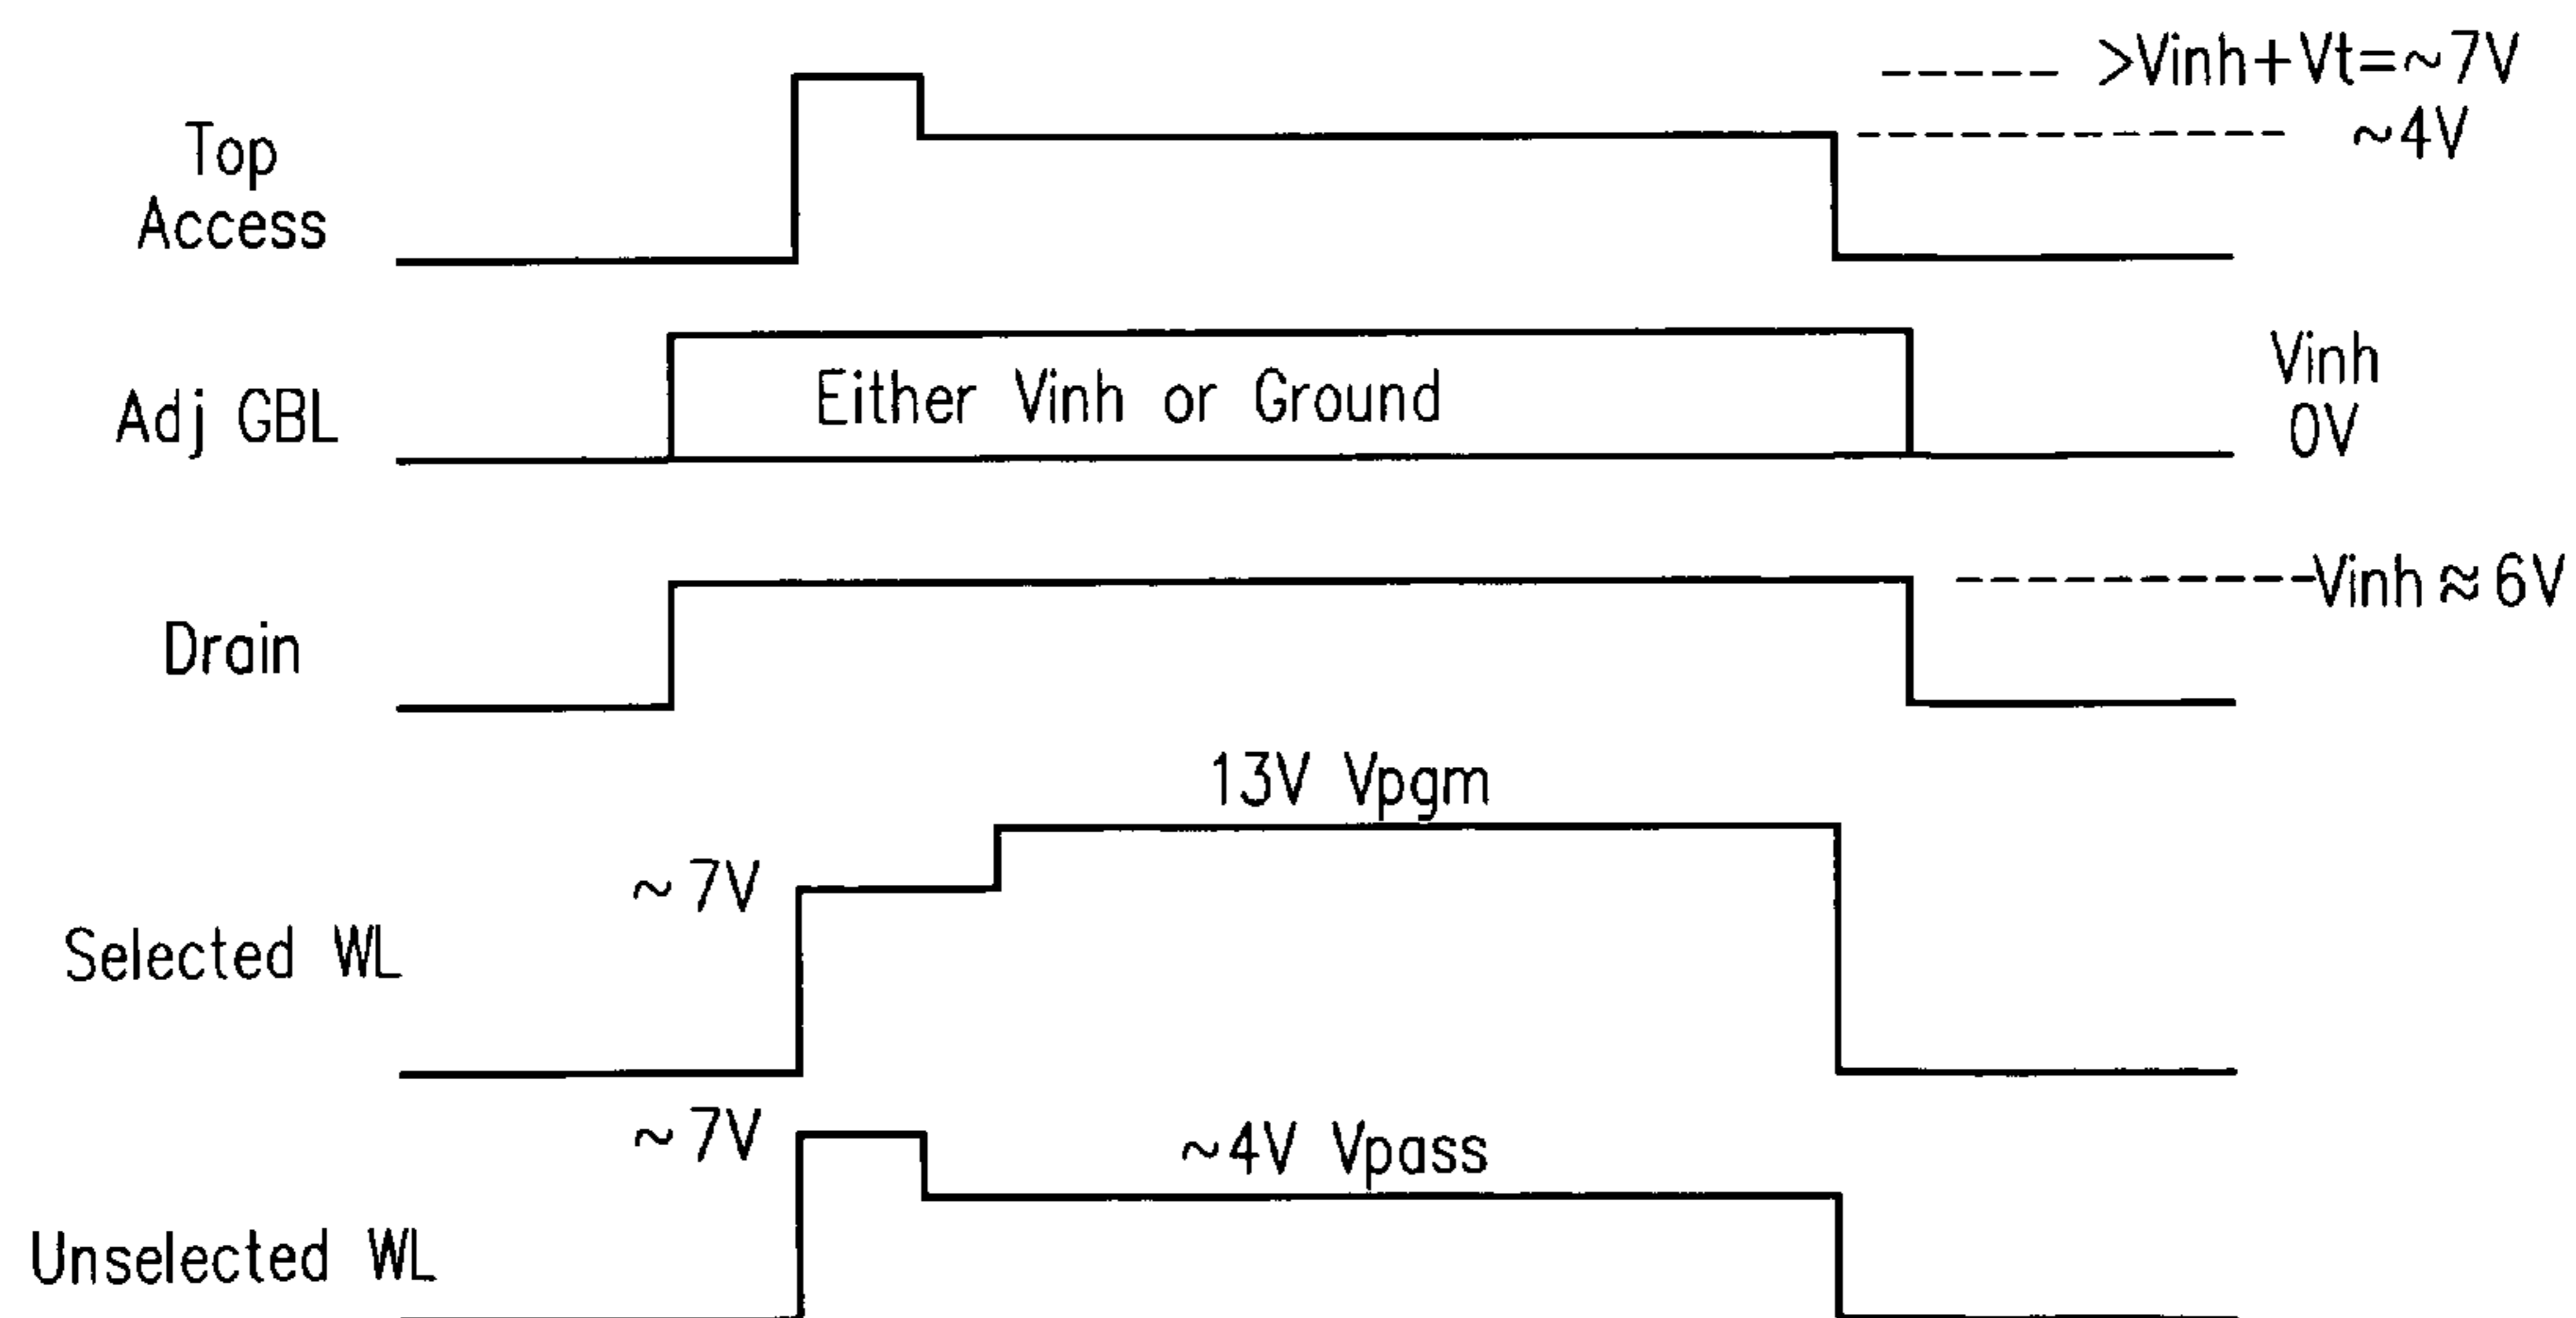 >Vinh+Vt=~7V
~4V
Top
Access
Adj GBL
Either Vinh or Ground
Vinh
0V
Drain
Vinh≈6V
13V Vpgm
~7V
Selected WL
~7V
~4V Vpass
Unselected WL